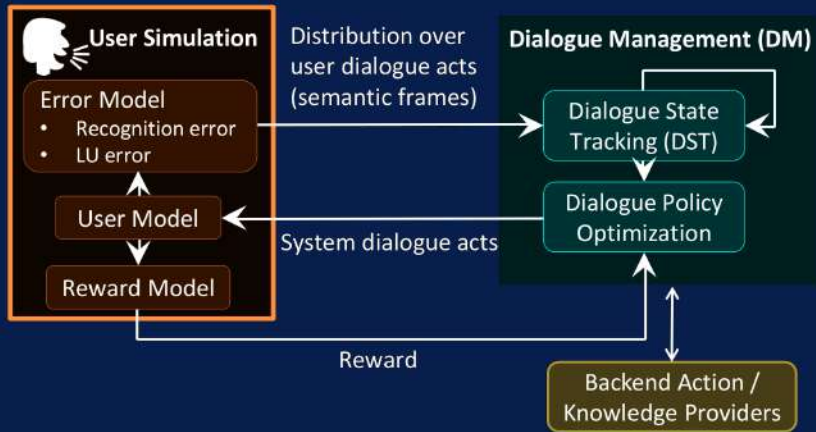 User Simulation
Error Model
• Recognition error
• LU error
User Model
Reward Model
Distribution over
user dialogue acts
(semantic frames)
System dialogue acts
Reward
Dialogue Management (DM)
Dialogue State
Tracking (DST)
Dialogue Policy
Optimization
Backend Action /
Knowledge Providers